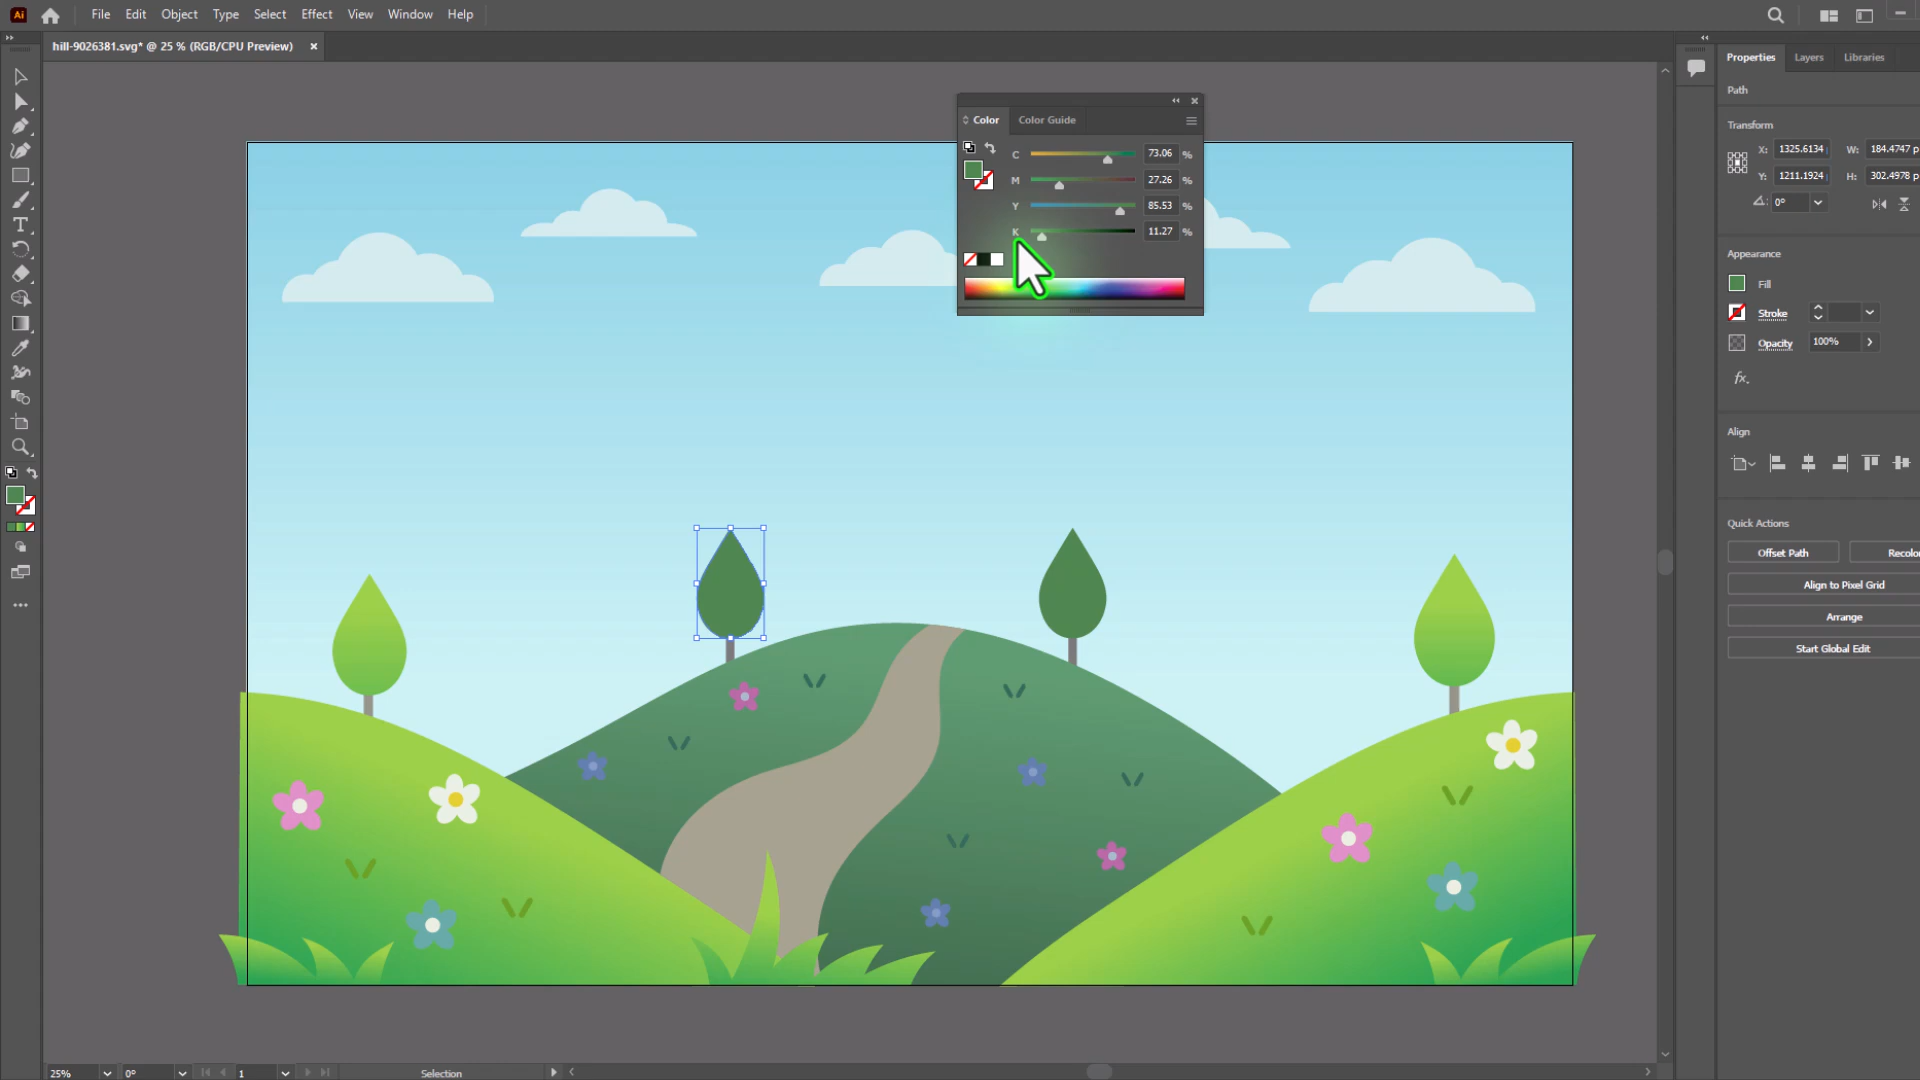 Ai File Edit Object Type Select Effect View Window Help
hill-9026381.svg* @ 25 % (RGB/CPU Preview) ×
Color Color Guide
C 73.06 %
M 27.26 %
Y 85.53 %
K 11.27 %
Properties Layers Libraries
Path
Transform
X: 1325.6134 W: 184.4747 p
Y: 1211.1924 H: 302.4978 p
0°
Appearance
Fill
Stroke
Opacity 100%
fx.
Align
Quick Actions
Offset Path Recolo
Align to Pixel Grid
Arrange
Start Global Edit
T
25% 0° 1 Selection